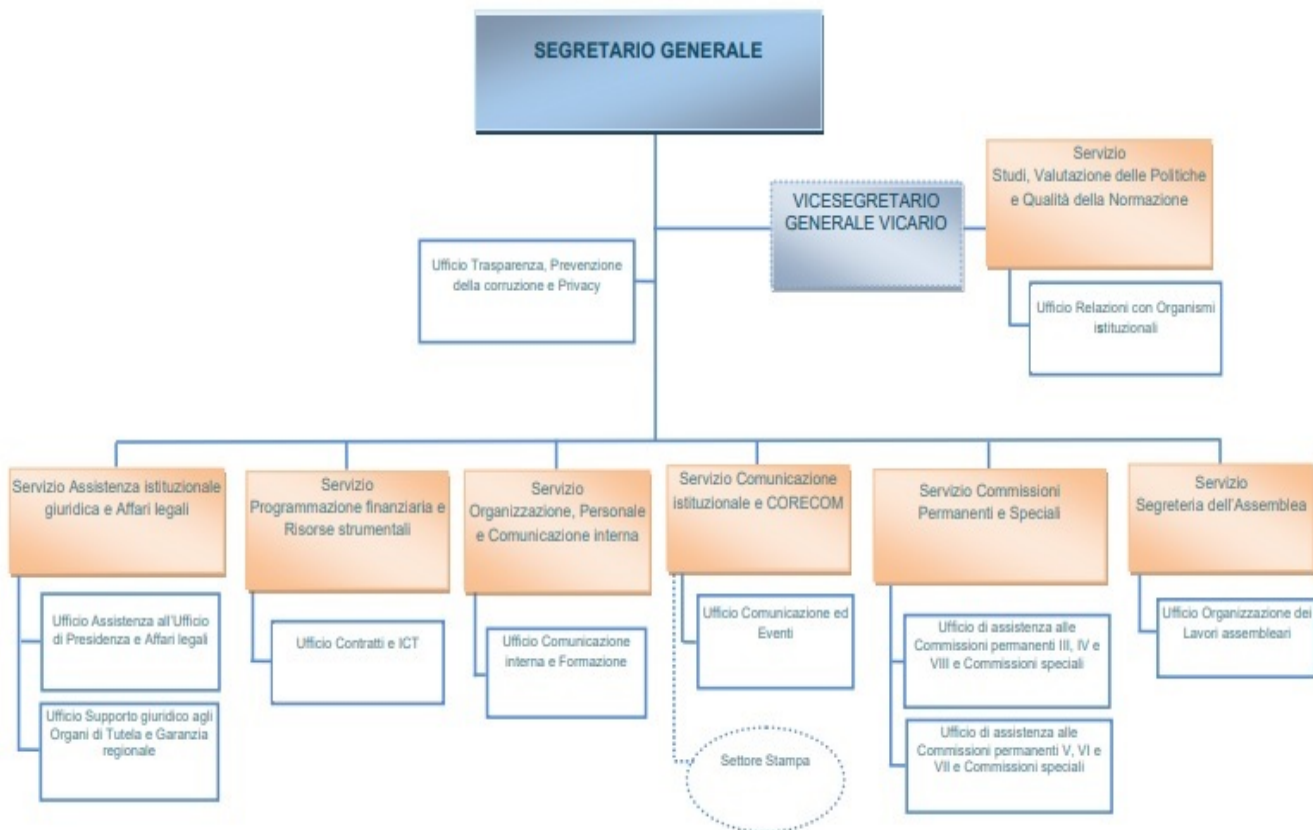 SEGRETARIO GENERALE
Servizio
Studi, Valutazione delle Politiche
e Qualità della Normazione
VICESEGRETARIO
GENERALE VICARIO
Ufficio Trasparenza, Prevenzione
della corruzione e Privacy
Ufficio Relazioni con Organismi
istituzionali
Servizio Assistenza istituzionale
giuridica e Affari legali
Servizio
Programmazione finanziaria e
Risorse strumentali
Servizio
Organizzazione, Personale
e Comunicazione interna
Servizio Comunicazione
istituzionale e CORECOM
Servizio Commissioni
Permanenti e Speciali
Servizio
Segreteria dell'Assemblea
Ufficio Assistenza all'Ufficio
di Presidenza e Affari legali
Ufficio Supporto giuridico agli
Organi di Tutela e Garanzia
regionale
Ufficio Contratti e ICT
Ufficio Comunicazione
interna e Formazione
Ufficio Comunicazione ed
Eventi
Settore Stampa
Ufficio di assistenza alle
Commissioni permanenti III, IV e
VIII e Commissioni speciali
Ufficio di assistenza alle
Commissioni permanenti V, VI e
VII e Commissioni speciali
Ufficio Organizzazione dei
Lavori assembleari